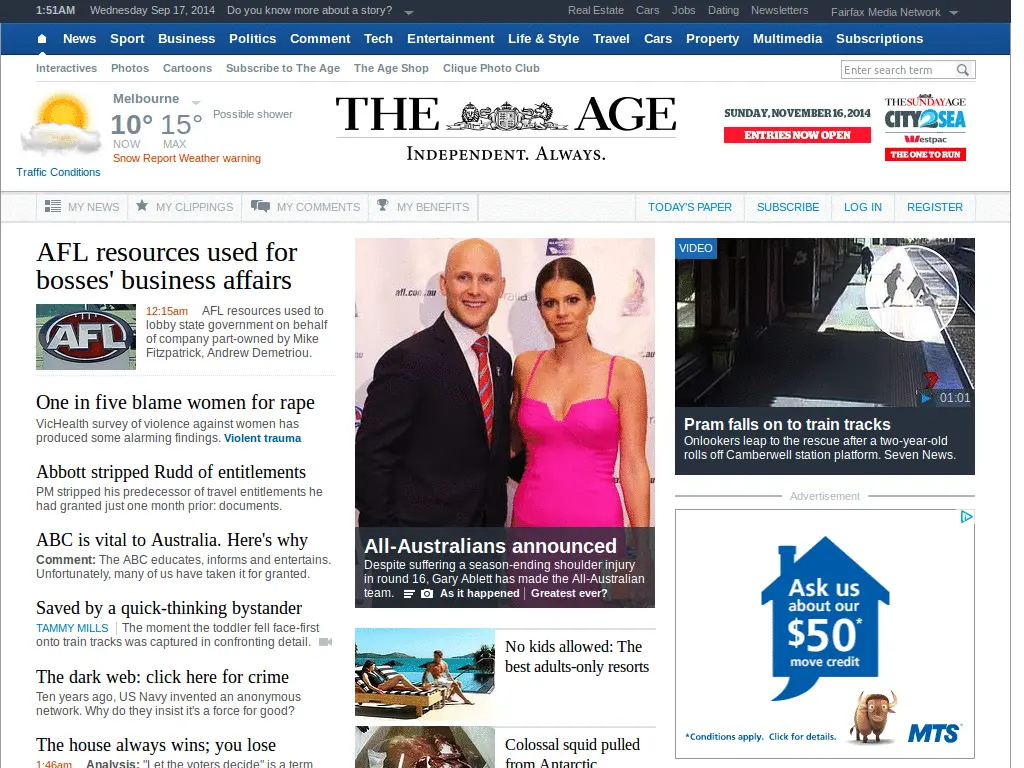 1:51AM Wednesday Sep 17, 2014 Do you know more about a story? Real Estate Cars Jobs Dating Newsletters Fairfax Media Network
News Sport Business Politics Comment Tech Entertainment Life & Style Travel Cars Property Multimedia Subscriptions
Interactives Photos Cartoons Subscribe to The Age The Age Shop Clique Photo Club Enter search term
Melbourne
10° 15° Possible shower
NOW MAX
Snow Report Weather warning
Traffic Conditions
THE AGE
INDEPENDENT. ALWAYS.
SUNDAY, NOVEMBER 16, 2014
ENTRIES NOW OPEN
THE SUNDAY AGE
CITY2SEA
Westpac
THE ONE TO RUN
MY NEWS MY CLIPPINGS MY COMMENTS MY BENEFITS TODAY'S PAPER SUBSCRIBE LOG IN REGISTER
AFL resources used for
bosses' business affairs
AFL
12:15am AFL resources used to
lobby state government on behalf
of company part-owned by Mike
Fitzpatrick, Andrew Demetriou.
One in five blame women for rape
VicHealth survey of violence against women has
produced some alarming findings. Violent trauma
Abbott stripped Rudd of entitlements
PM stripped his predecessor of travel entitlements he
had granted just one month prior: documents.
ABC is vital to Australia. Here's why
Comment: The ABC educates, informs and entertains.
Unfortunately, many of us have taken it for granted.
Saved by a quick-thinking bystander
TAMMY MILLS The moment the toddler fell face-first
onto train tracks was captured in confronting detail.
The dark web: click here for crime
Ten years ago, US Navy invented an anonymous
network. Why do they insist it's a force for good?
The house always wins; you lose
1:46am Analysis: "Let the voters decide" is a term
afl.com.au
All-Australians announced
Despite suffering a season-ending shoulder injury
in round 16, Gary Ablett has made the All-Australian
team. As it happened Greatest ever?
No kids allowed: The
best adults-only resorts
Colossal squid pulled
from Antarctic
VIDEO
7
01:01
Pram falls on to train tracks
Onlookers leap to the rescue after a two-year-old
rolls off Camberwell station platform. Seven News.
Advertisement
Ask us
about our
$50*
move credit
*Conditions apply. Click for details.
MTS